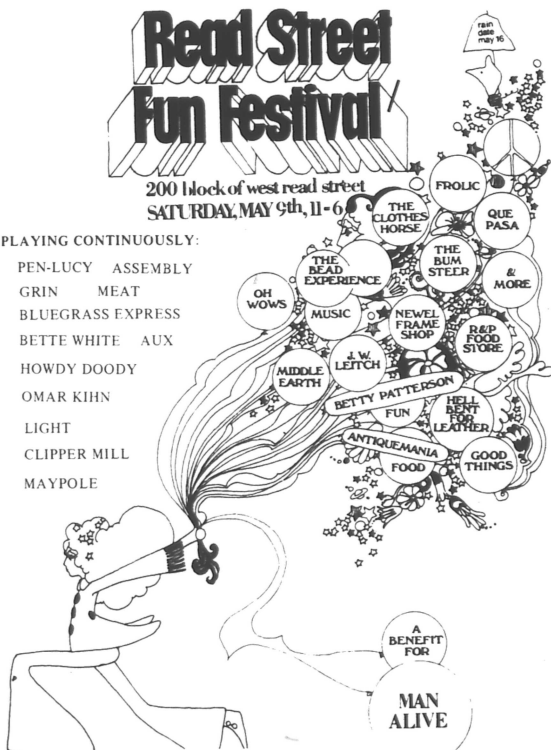 Read Street
Fun Festival
rain
date
may 16
200 block of west read street
SATURDAY, MAY 9th, 11-6
PLAYING CONTINUOUSLY:
PEN-LUCY ASSEMBLY
GRIN MEAT
BLUEGRASS EXPRESS
BETTE WHITE AUX
HOWDY DOODY
OMAR KIHN
LIGHT
CLIPPER MILL
MAYPOLE
FROLIC
THE
CLOTHES
HORSE
QUE
PASA
THE
BEAD
EXPERIENCE
THE
BUM
STEER
&
MORE
OH
WOWS
MUSIC
NEWEL
FRAME
SHOP
R&P
FOOD
STORE
MIDDLE
EARTH
J. W.
LEITCH
BETTY PATTERSON
FUN
HELL
BENT
FOR
LEATHER
ANTIQUEMANIA
FOOD
GOOD
THINGS
A
BENEFIT
FOR
MAN
ALIVE